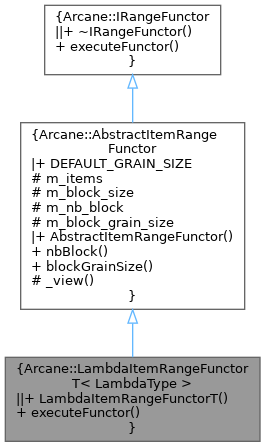 {Arcane::IRangeFunctor
||+ ~IRangeFunctor()
+ executeFunctor()
}
{Arcane::AbstractItemRange
Functor
|+ DEFAULT_GRAIN_SIZE
# m_items
# m_block_size
# m_nb_block
# m_block_grain_size
|+ AbstractItemRangeFunctor()
+ nbBlock()
+ blockGrainSize()
# _view()
}
{Arcane::LambdaItemRangeFunctor
T< LambdaType >
||+ LambdaItemRangeFunctorT()
+ executeFunctor()
}